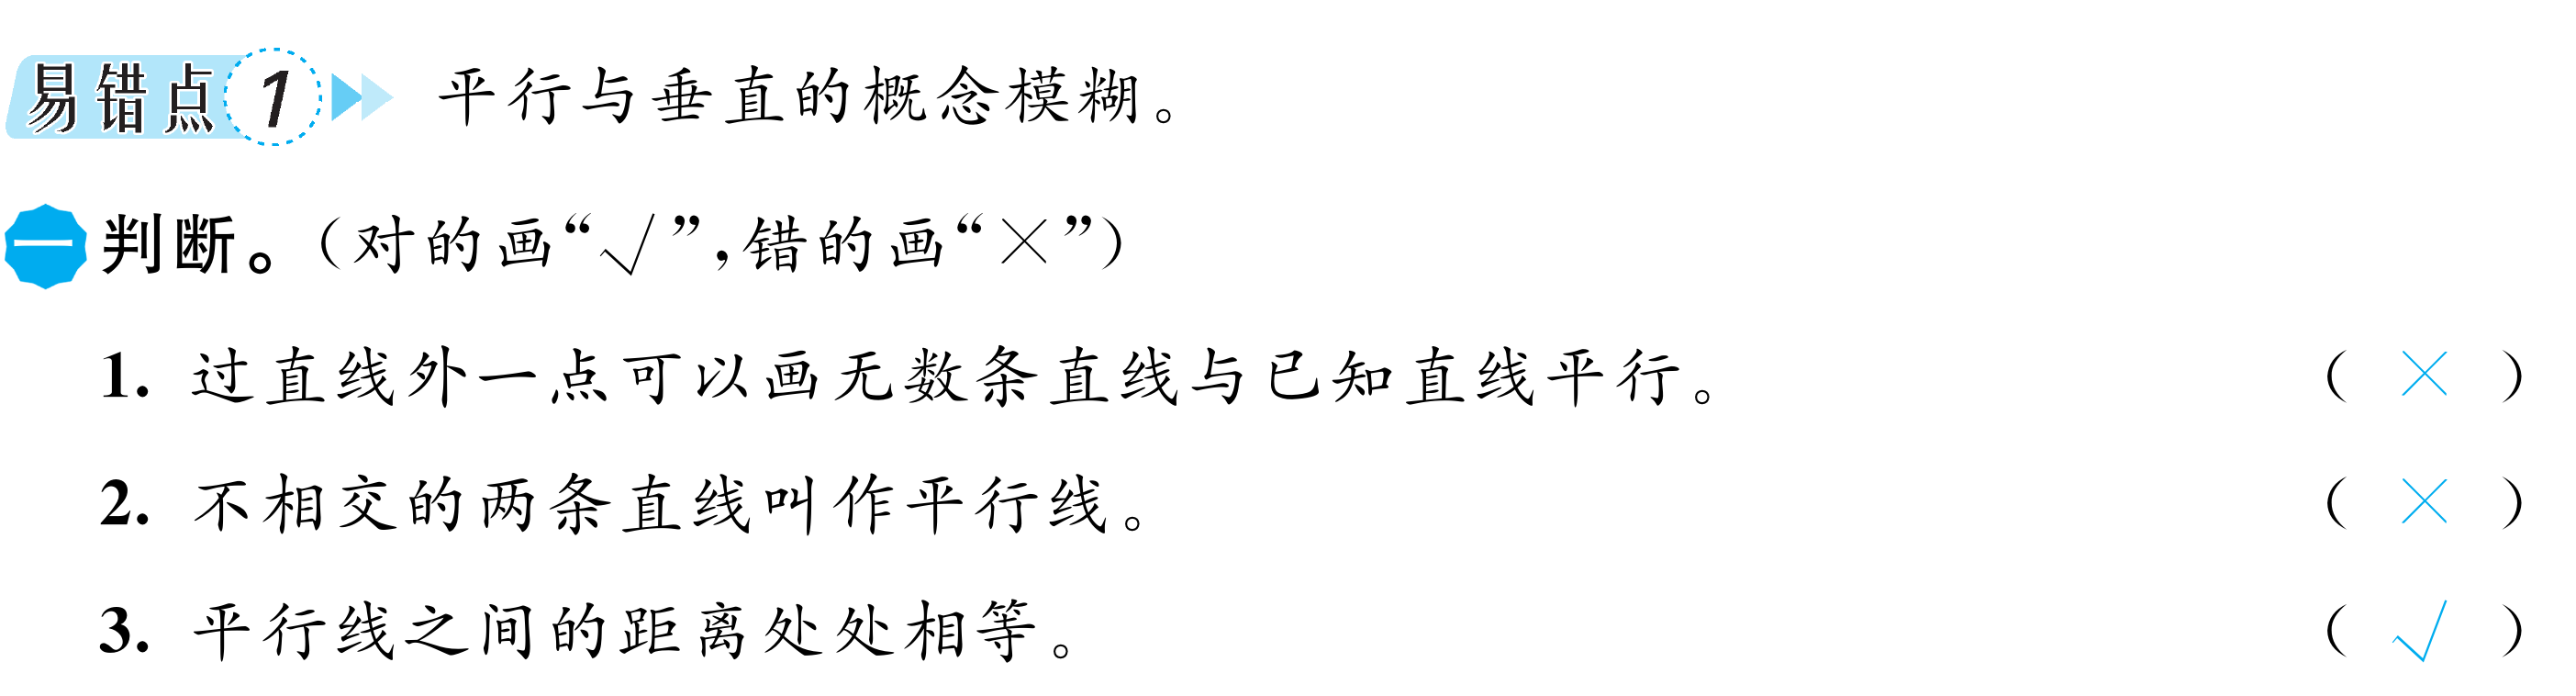 易错点1 平行与垂直的概念模糊。
一 判断。（对的画“√”，错的画“×”）
1. 过直线外一点可以画无数条直线与已知直线平行。 （ × ）
2. 不相交的两条直线叫作平行线。 （ × ）
3. 平行线之间的距离处处相等。 （ √ ）